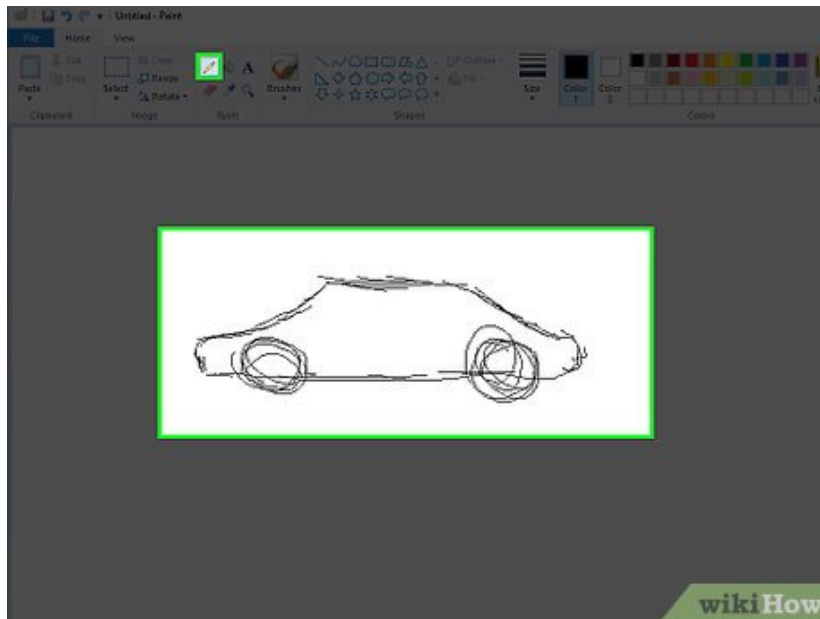 Untitled - Paint
File Home View
Cut
Copy
Paste
Clipboard
Crop
Resize
Rotate
Select
Image
A
Tools
Brushes
Outline
Fill
Shapes
Size
Color 1
Color 2
Colors
wikiHow